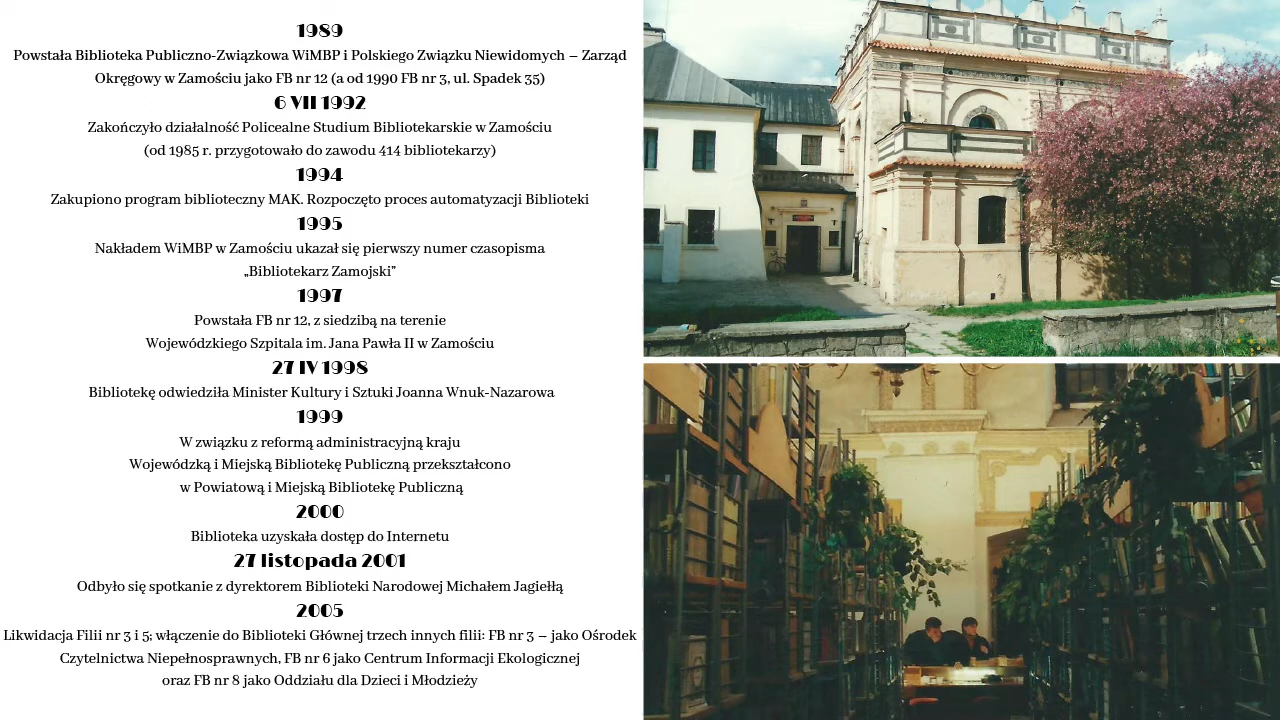 1989
Powstała Biblioteka Publiczno-Związkowa WiMBP i Polskiego Związku Niewidomych – Zarząd
Okręgowy w Zamościu jako FB nr 12 (a od 1990 FB nr 3, ul. Spadek 35)
6 VII 1992
Zakończyło działalność Policealne Studium Bibliotekarskie w Zamościu
(od 1985 r. przygotowało do zawodu 414 bibliotekarzy)
1994
Zakupiono program biblioteczny MAK. Rozpoczęto proces automatyzacji Biblioteki
1995
Nakładem WiMBP w Zamościu ukazał się pierwszy numer czasopisma
„Bibliotekarz Zamojski”
1997
Powstała FB nr 12, z siedzibą na terenie
Wojewódzkiego Szpitala im. Jana Pawła II w Zamościu
27 IV 1998
Bibliotekę odwiedziła Minister Kultury i Sztuki Joanna Wnuk-Nazarowa
1999
W związku z reformą administracyjną kraju
Wojewódzką i Miejską Bibliotekę Publiczną przekształcono
w Powiatową i Miejską Bibliotekę Publiczną
2000
Biblioteka uzyskała dostęp do Internetu
27 listopada 2001
Odbyło się spotkanie z dyrektorem Biblioteki Narodowej Michałem Jagiełłą
2005
Likwidacja Filii nr 3 i 5; włączenie do Biblioteki Głównej trzech innych filii: FB nr 3 – jako Ośrodek
Czytelnictwa Niepełnosprawnych, FB nr 6 jako Centrum Informacji Ekologicznej
oraz FB nr 8 jako Oddziału dla Dzieci i Młodzieży